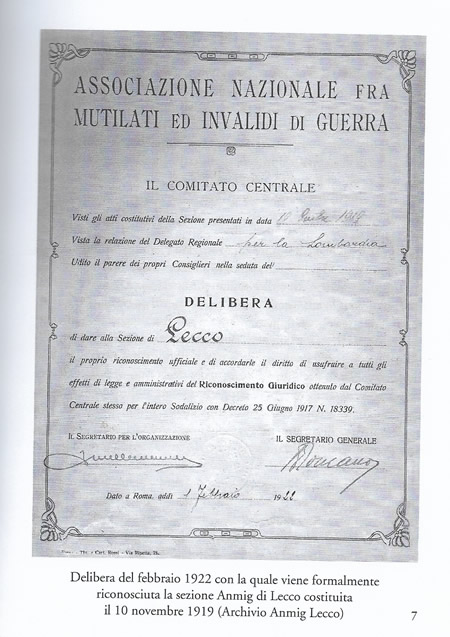 ASSOCIAZIONE NAZIONALE FRA
MUTILATI ED INVALIDI DI GUERRA
IL COMITATO CENTRALE
Visti gli atti costitutivi della Sezione presentati in data
Vista la relazione del Delegato Regionale per la Lombardia
Udito il parere dei propri Consiglieri nella seduta del
DELIBERA
di dare alla Sezione di Lecco
il proprio riconoscimento ufficiale e di accordarle il diritto di usufruire a tutti gli
effetti di legge e amministrativi del Riconoscimento Giuridico ottenuto dal Comitato
Centrale stesso per l'intero Sodalizio con Decreto 25 Giugno 1917 N. 18339.
IL SEGRETARIO PER L'ORGANIZZAZIONE
IL SEGRETARIO GENERALE
Dato a Roma, addì 1 Febbraio 1922
Carl. Rossi - Via Ripetta,
Delibera del febbraio 1922 con la quale viene formalmente
riconosciuta la sezione Anmig di Lecco costituita
il 10 novembre 1919 (Archivio Anmig Lecco)
7